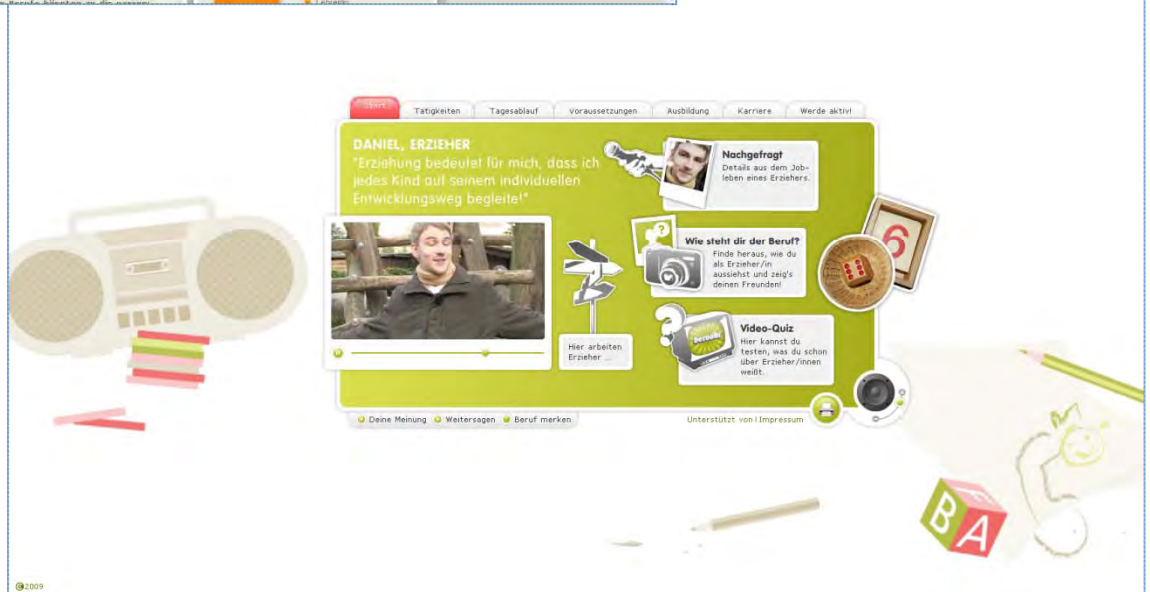 Start
Tätigkeiten
Tagesablauf
Voraussetzungen
Ausbildung
Karriere
Werde aktiv!
DANIEL, ERZIEHER
"Erziehung bedeutet für mich, dass ich
jedes Kind auf seinem individuellen
Entwicklungsweg begleite!"
Nachgefragt
Details aus dem Job-
leben eines Erziehers.
Wie steht dir der Beruf?
Finde heraus, wie du
als Erzieher/in
aussiehst und zeig's
deinen Freunden!
6
Hier arbeiten
Erzieher ...
beroobi
Video-Quiz
Hier kannst du
testen, was du schon
über Erzieher/innen
weißt.
Deine Meinung
Weitersagen
Beruf merken
Unterstützt von | Impressum
B A
©2009